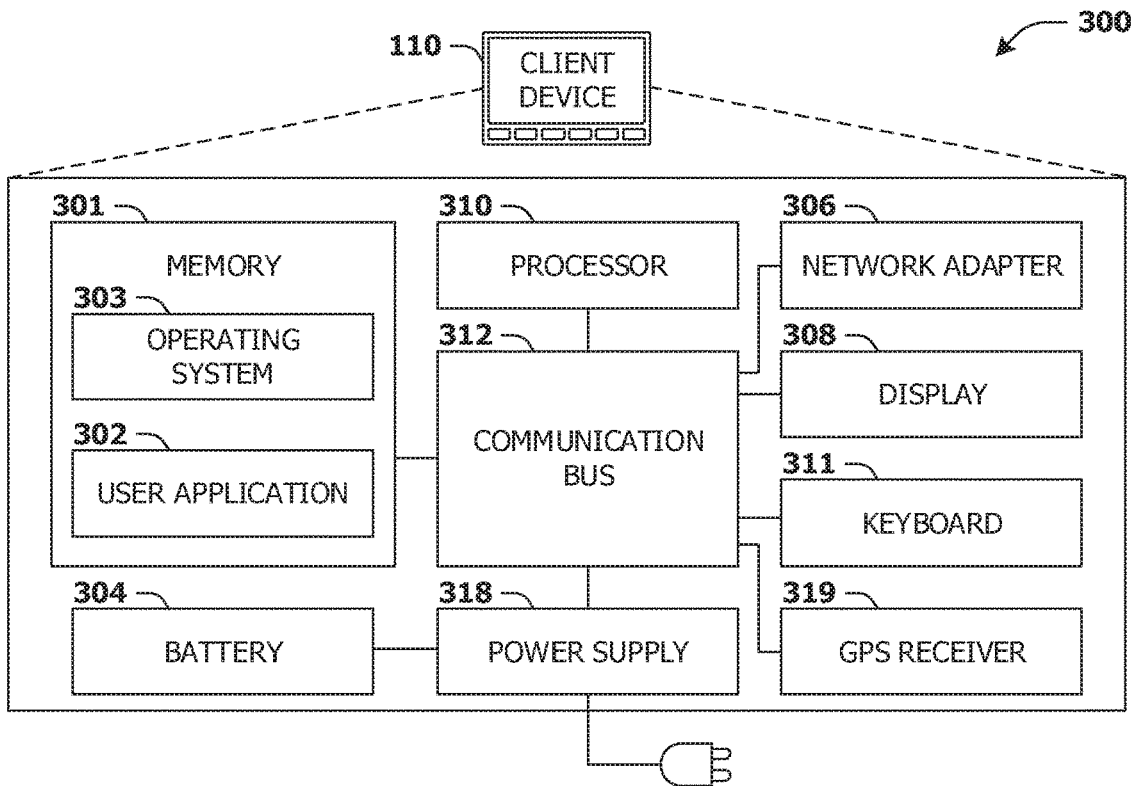 300
110
CLIENT
DEVICE
301
MEMORY
303
OPERATING
SYSTEM
302
USER APPLICATION
310
PROCESSOR
312
COMMUNICATION
BUS
306
NETWORK ADAPTER
308
DISPLAY
311
KEYBOARD
304
BATTERY
318
POWER SUPPLY
319
GPS RECEIVER